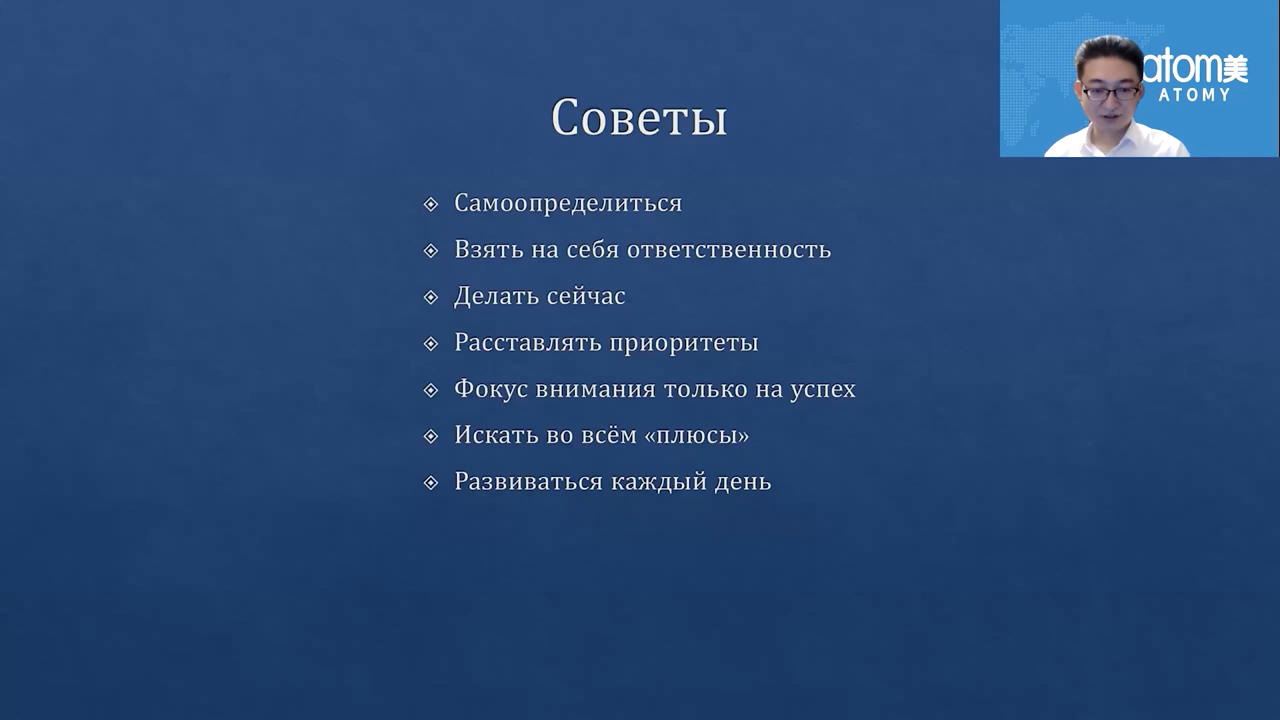 Советы
Самоопределиться
Взять на себя ответственность
Делать сейчас
Расставлять приоритеты
Фокус внимания только на успех
Искать во всём «плюсы»
Развиваться каждый день
atom美
ATOMY